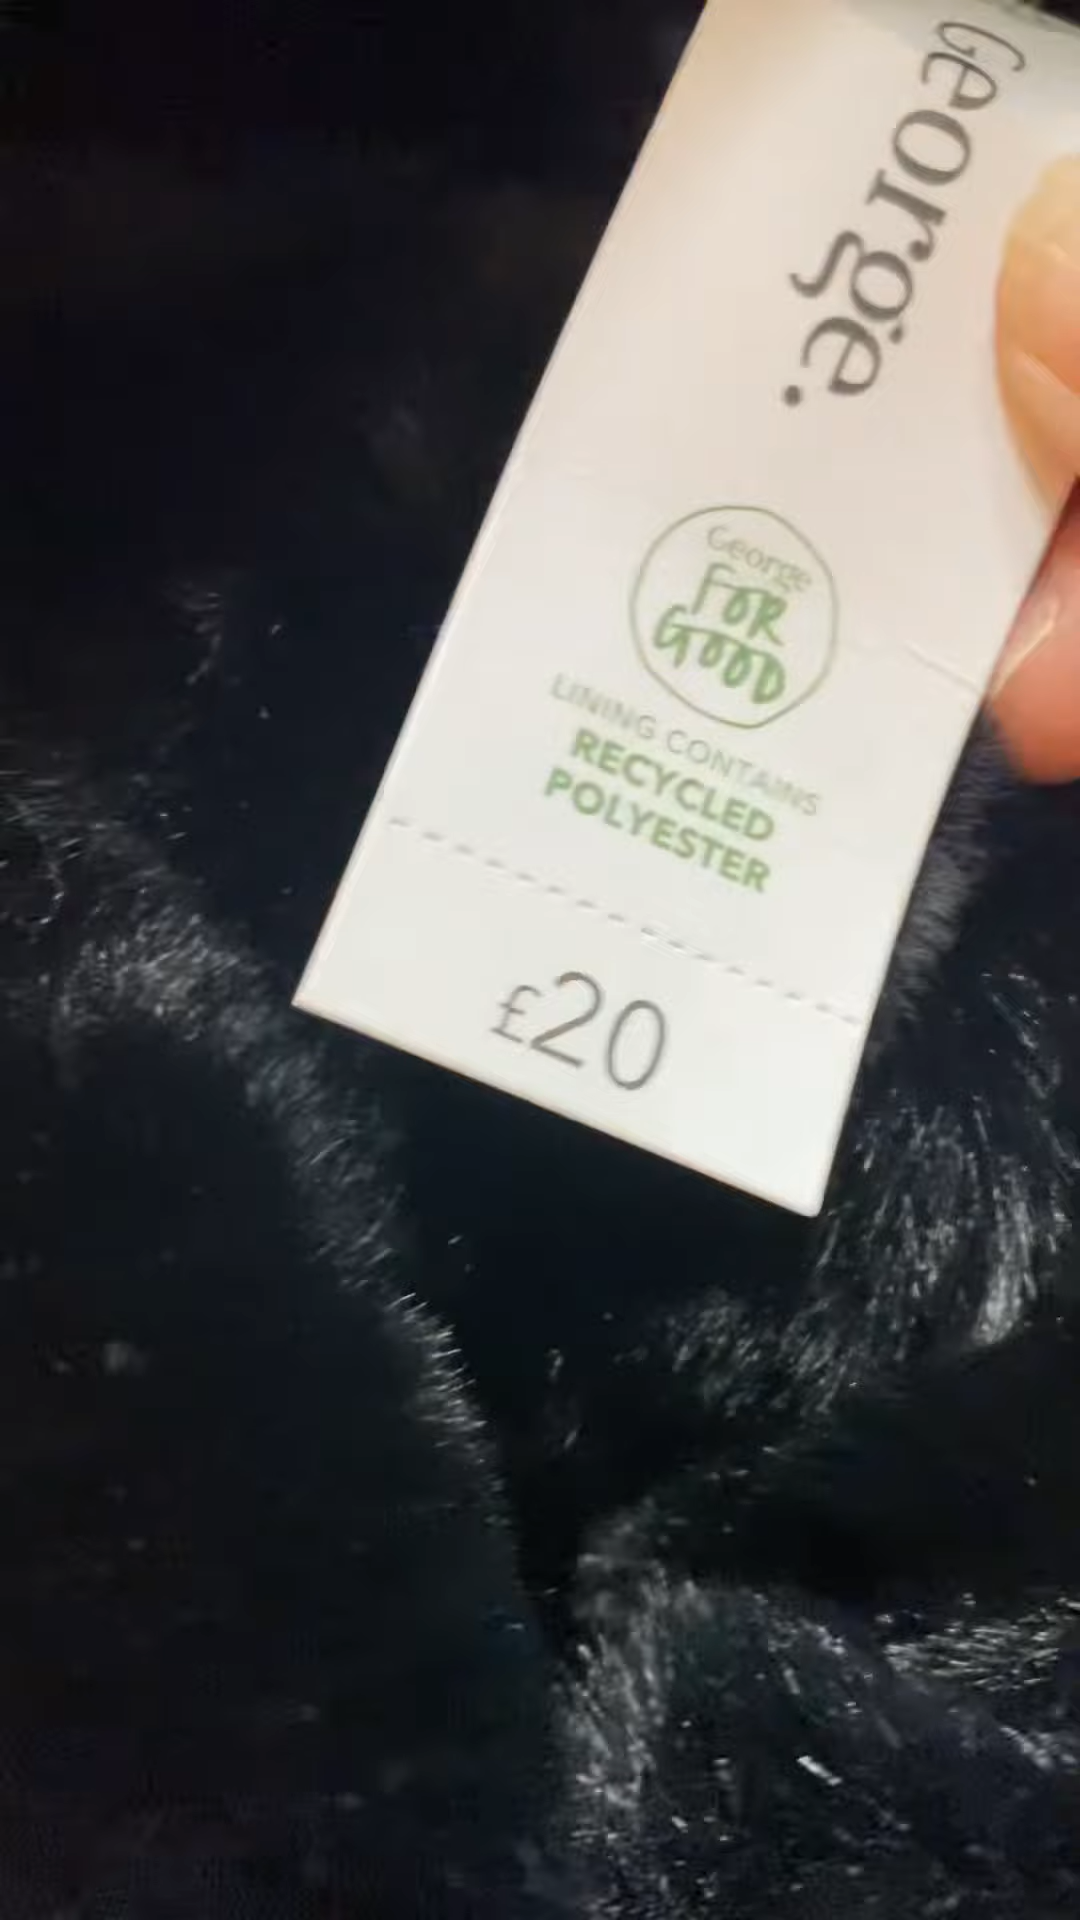 George.
George
FOR
GOOD
LINING CONTAINS
RECYCLED
POLYESTER
£20